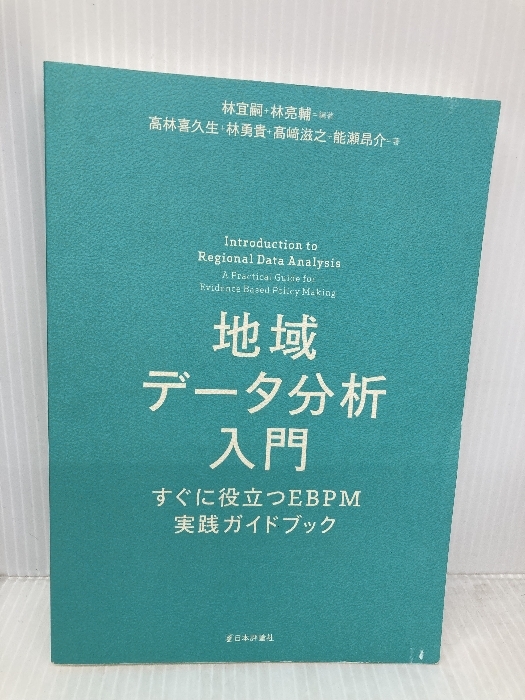 林宜嗣+林亮輔=編著
高林喜久生+林勇貴+髙﨑滋之+能瀬昂介=著
Introduction to
Regional Data Analysis
A Practical Guide for
Evidence Based Policy Making
地域
データ分析
入門
すぐに役立つEBPM
実践ガイドブック
日本評論社